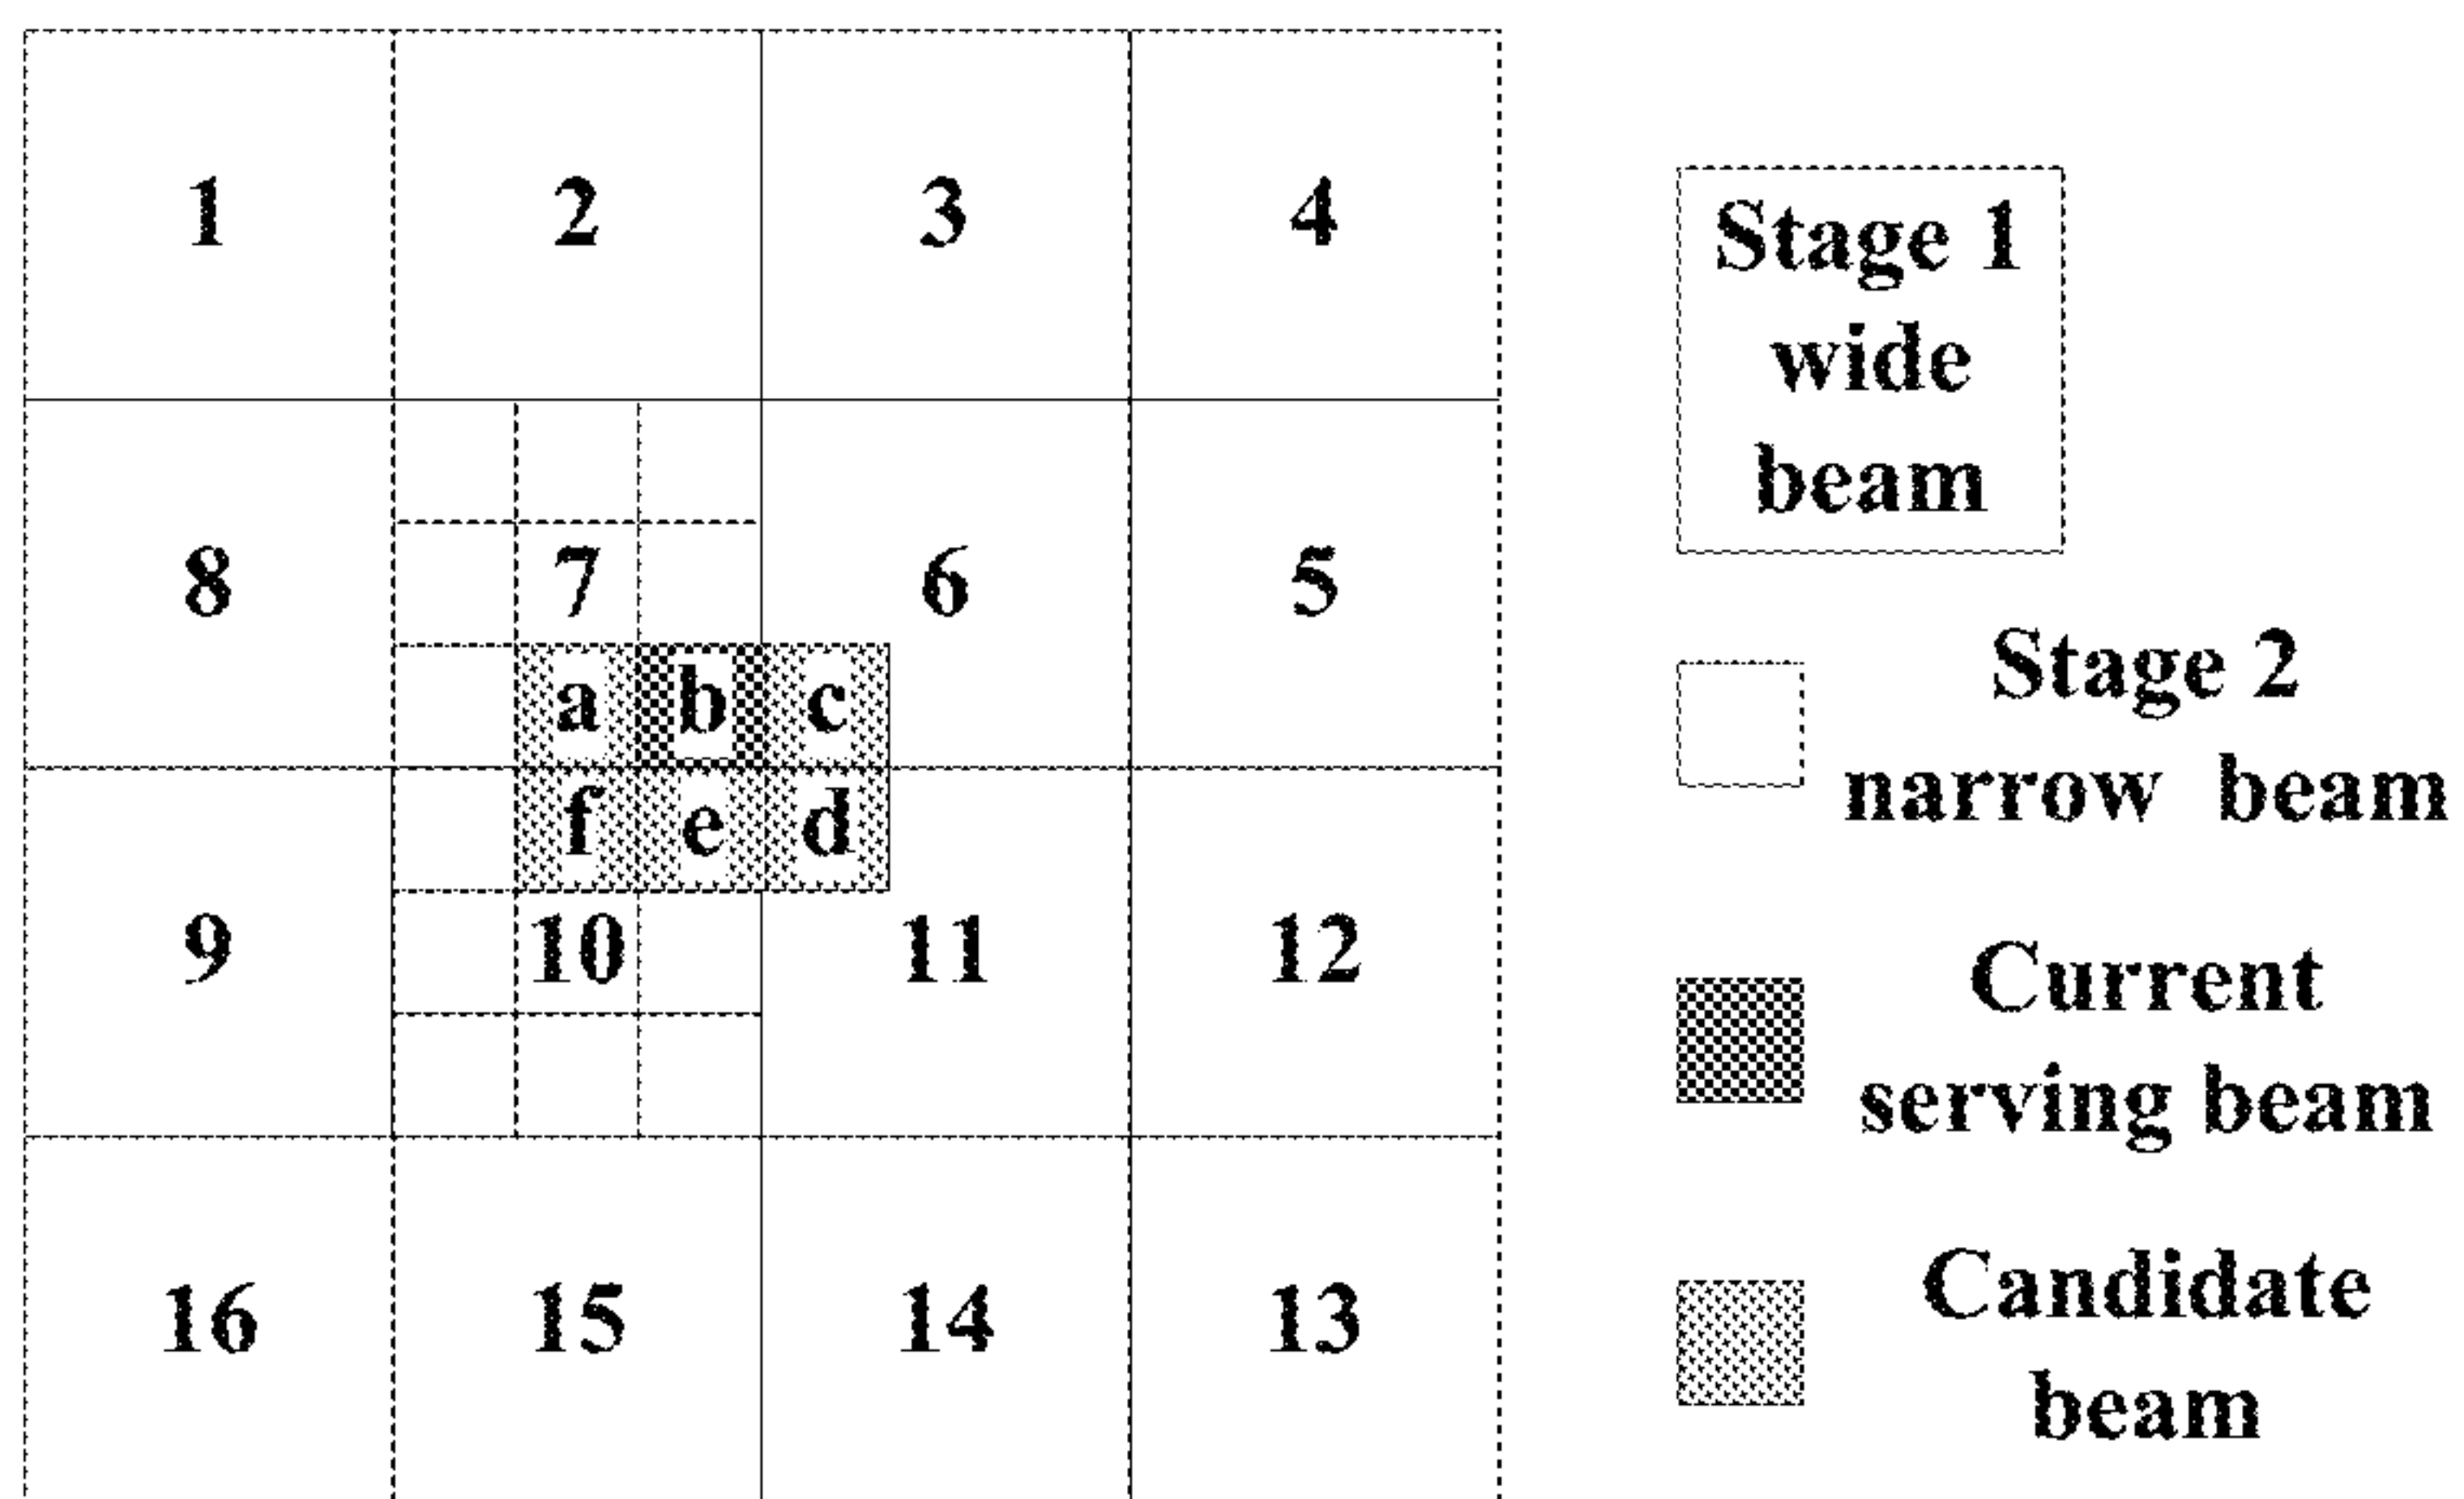 1 2 3 4
8 7 6 5
a b c
f e d
9 10 11 12
16 15 14 13
Stage 1
wide
beam
Stage 2
narrow beam
Current
serving beam
Candidate
beam